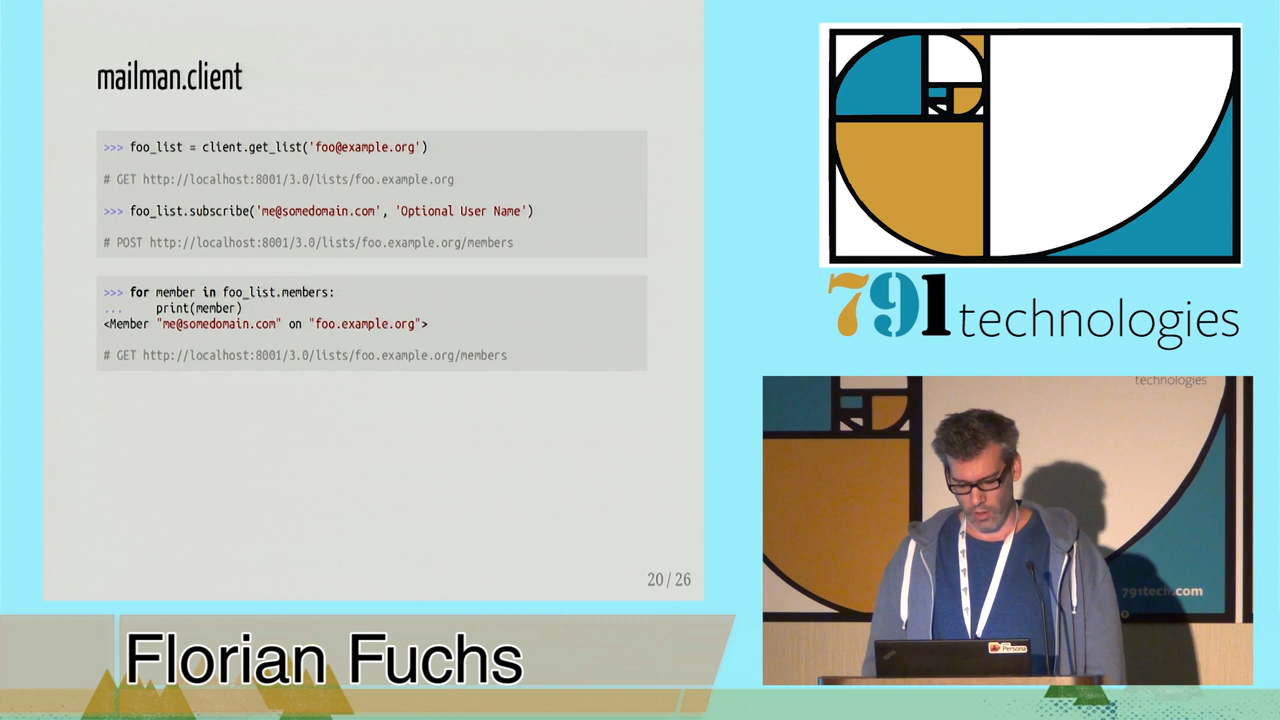 mailman.client
>>> foo_list = client.get_list('foo@example.org')
# GET http://localhost:8001/3.0/lists/foo.example.org
>>> foo_list.subscribe('me@somedomain.com', 'Optional User Name')
# POST http://localhost:8001/3.0/lists/foo.example.org/members
>>> for member in foo_list.members:
...     print(member)
<Member "me@somedomain.com" on "foo.example.org">
# GET http://localhost:8001/3.0/lists/foo.example.org/members
20 / 26
791 technologies
technologies
791tech.com
Persona
Florian Fuchs